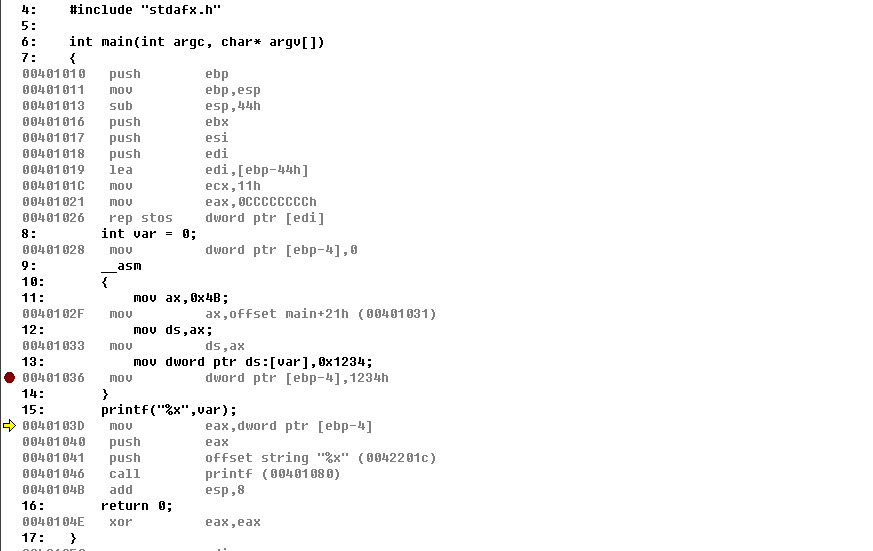 4:    #include "stdafx.h"
5:
6:    int main(int argc, char* argv[])
7:    {
00401010   push        ebp
00401011   mov         ebp,esp
00401013   sub         esp,44h
00401016   push        ebx
00401017   push        esi
00401018   push        edi
00401019   lea         edi,[ebp-44h]
0040101C   mov         ecx,11h
00401021   mov         eax,0CCCCCCCCh
00401026   rep stos    dword ptr [edi]
8:        int var = 0;
00401028   mov         dword ptr [ebp-4],0
9:        __asm
10:       {
11:           mov ax,0x4B;
0040102F   mov         ax,offset main+21h (00401031)
12:           mov ds,ax;
00401033   mov         ds,ax
13:           mov dword ptr ds:[var],0x1234;
00401036   mov         dword ptr [ebp-4],1234h
14:       }
15:       printf("%x",var);
0040103D   mov         eax,dword ptr [ebp-4]
00401040   push        eax
00401041   push        offset string "%x" (0042201c)
00401046   call        printf (00401080)
0040104B   add         esp,8
16:       return 0;
0040104E   xor         eax,eax
17:   }